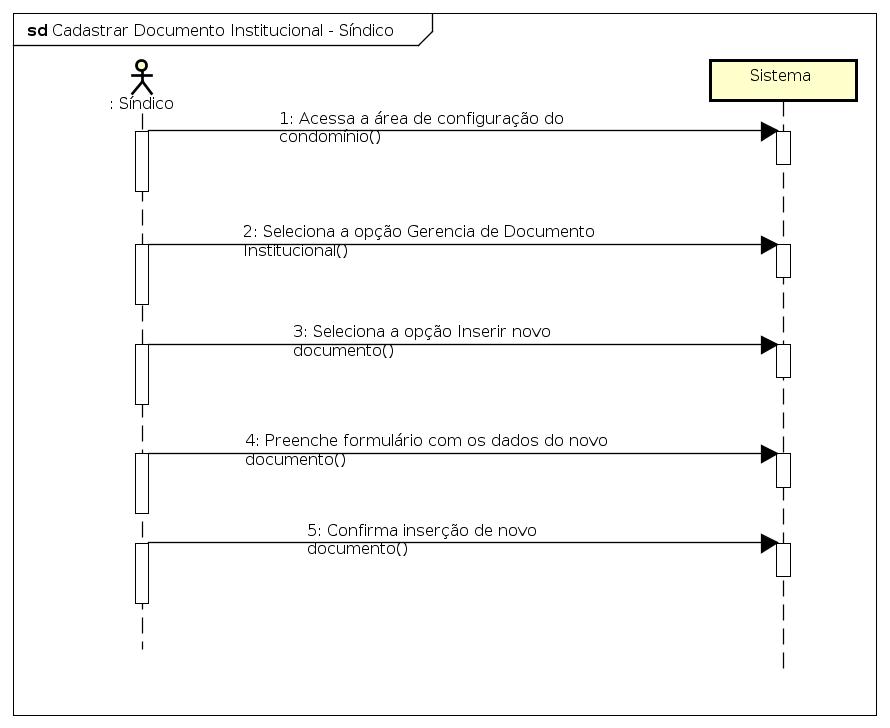 sd Cadastrar Documento Institucional - Síndico
: Síndico
Sistema
1: Acessa a área de configuração do
condomínio()
2: Seleciona a opção Gerencia de Documento
Institucional()
3: Seleciona a opção Inserir novo
documento()
4: Preenche formulário com os dados do novo
documento()
5: Confirma inserção de novo
documento()